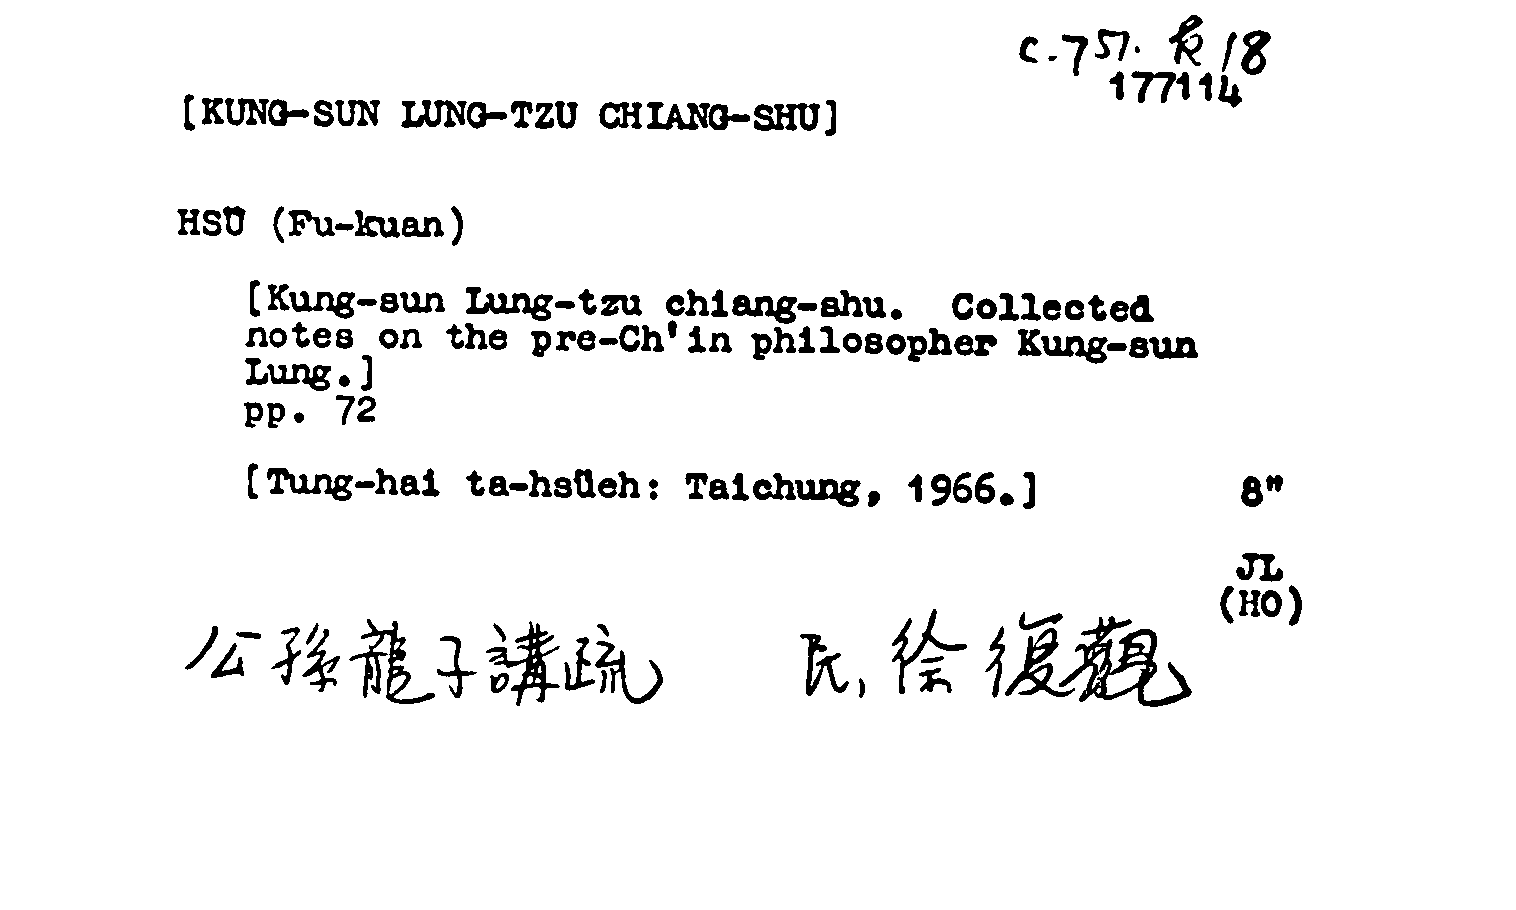 C.757. k 18
177114
[KUNG-SUN LUNG-TZU CHIANG-SHU]
HSÜ (Fu-kuan)
[Kung-sun Lung-tzu chiang-shu. Collected
notes on the pre-Ch'in philosopher Kung-sun
Lung.]
pp. 72
[Tung-hai ta-hsüeh: Taichung, 1966.] 8"
JL
(HO)
公孫龍子講疏 民, 徐復觀